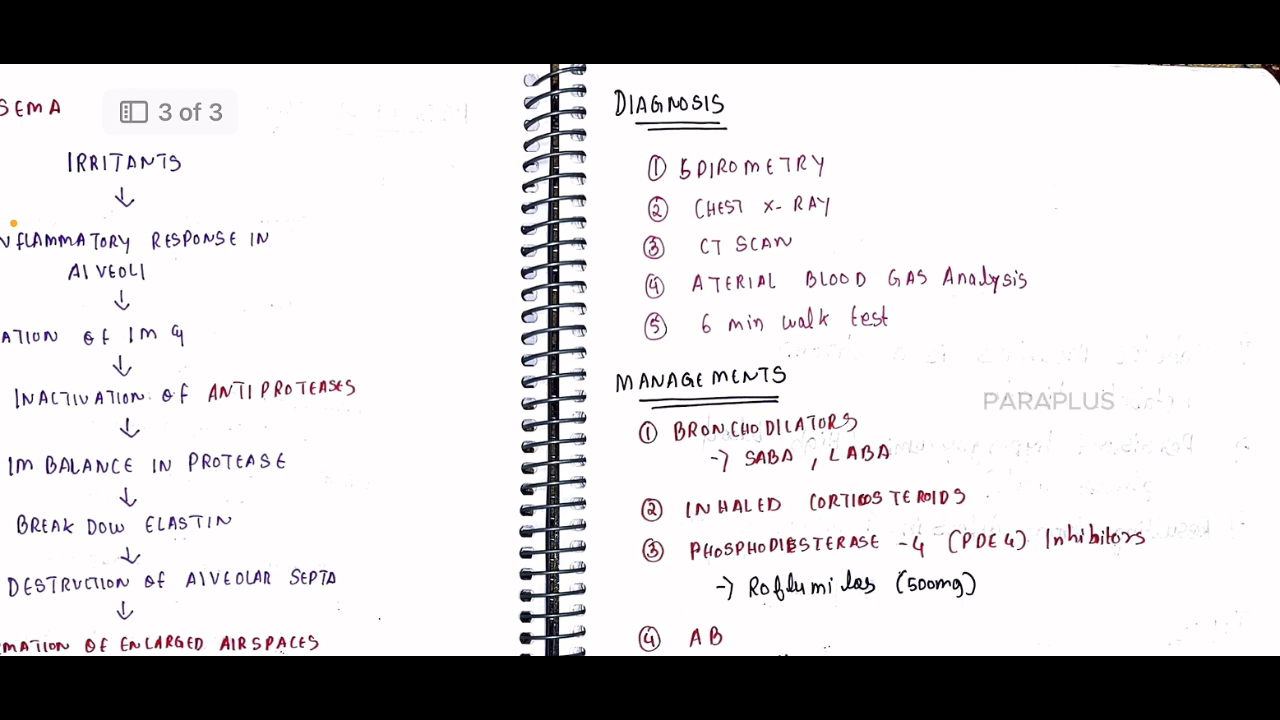 SEMA
3 of 3
IRRITANTS
↓
NFLAMMATORY RESPONSE IN
ALVEOLI
↓
ATION OF IM 4
↓
INACTIVATION OF ANTIPROTEASES
↓
IMBALANCE IN PROTEASE
↓
BREAK DOW ELASTIN
↓
DESTRUCTION OF ALVEOLAR SEPTA
↓
MATION OF ENLARGED AIRSPACES
DIAGNOSIS
① SPIROMETRY
② CHEST X-RAY
③ CT SCAN
④ ATERIAL BLOOD GAS Analysis
⑤ 6 min walk test
MANAGEMENTS
PARAPLUS
① BRONCHODILATORS
→ SABA, LABA
② INHALED CORTICOSTEROIDS
③ PHOSPHODIESTERASE -4 (PDE4) Inhibitors
→ Roflumilas (500mg)
④ AB